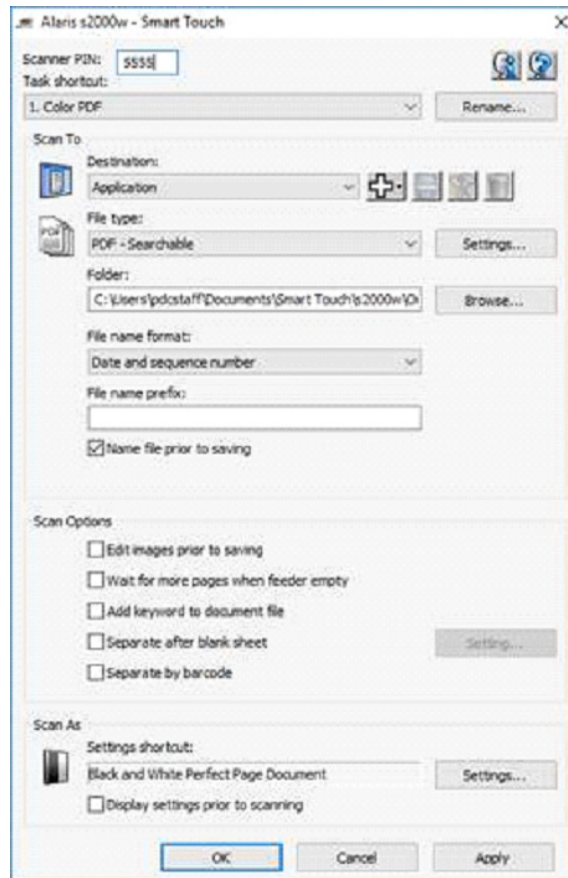 Alaris s2000w - Smart Touch
Scanner PIN: 5555
Task shortcut:
1. Color PDF
Rename...
Scan To
Destination:
Application
File type:
PDF - Searchable
Settings...
Folder:
C:\Users\pdcstaff\Documents\Smart Touch\s2000w\
Browse...
File name format:
Date and sequence number
File name prefix:
Name file prior to saving
Scan Options
Edit images prior to saving
Wait for more pages when feeder empty
Add keyword to document file
Separate after blank sheet
Setting...
Separate by barcode
Scan As
Settings shortcut:
Black and White Perfect Page Document
Settings...
Display settings prior to scanning
OK Cancel Apply